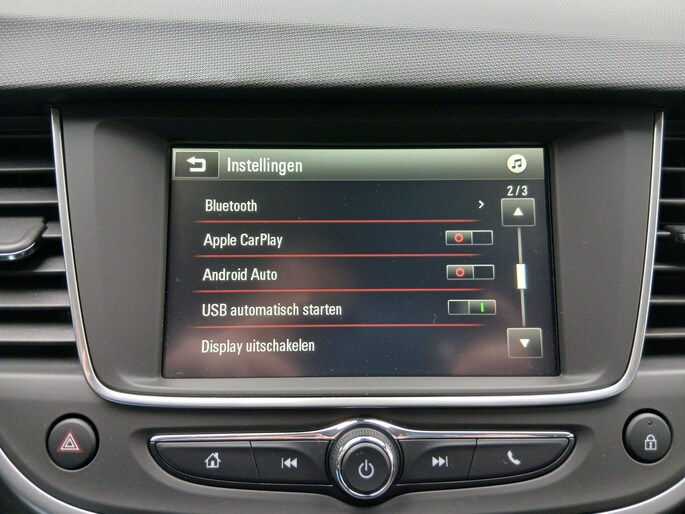 Instellingen
2/3
Bluetooth
Apple CarPlay
Android Auto
USB automatisch starten
Display uitschakelen